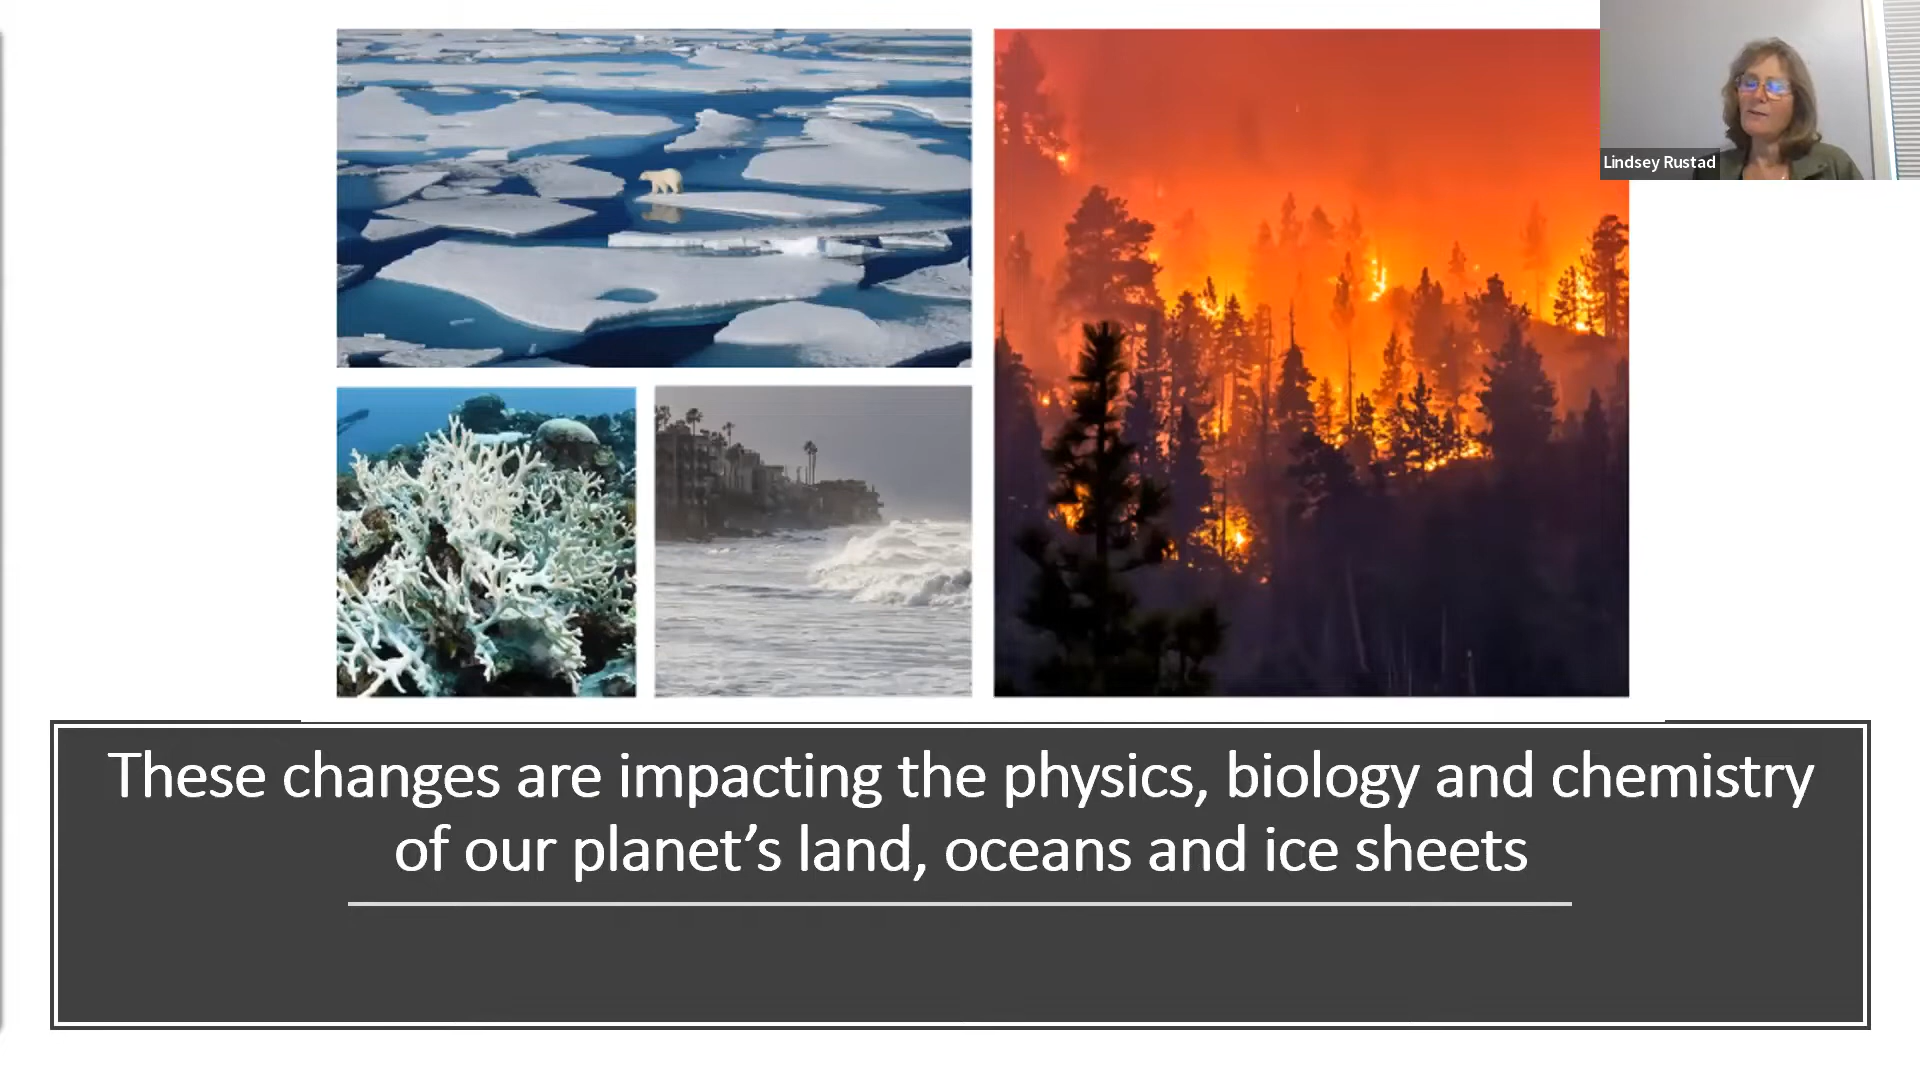 Lindsey Rustad
These changes are impacting the physics, biology and chemistry
of our planet’s land, oceans and ice sheets